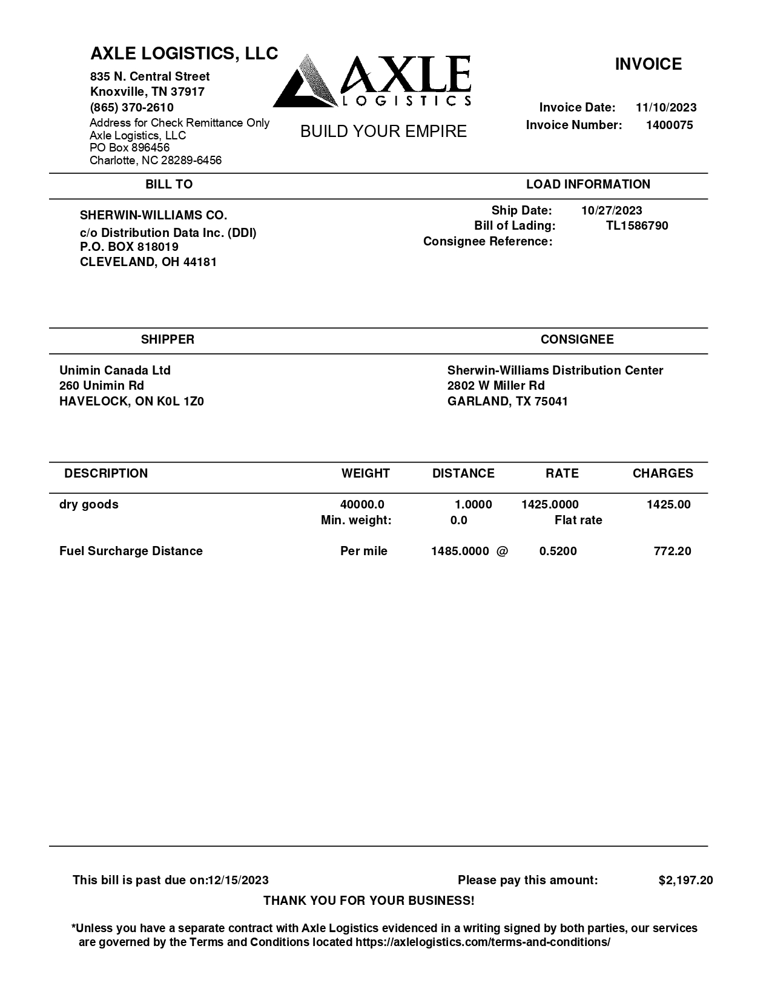 AXLE LOGISTICS, LLC
835 N. Central Street
Knoxville, TN 37917
(865) 370-2610
Address for Check Remittance Only
Axle Logistics, LLC
PO Box 896456
Charlotte, NC 28289-6456
AXLE
LOGISTICS
BUILD YOUR EMPIRE
INVOICE
Invoice Date: 11/10/2023
Invoice Number: 1400075
BILL TO
SHERWIN-WILLIAMS CO.
c/o Distribution Data Inc. (DDI)
P.O. BOX 818019
CLEVELAND, OH 44181
LOAD INFORMATION
Ship Date: 10/27/2023
Bill of Lading: TL1586790
Consignee Reference:
SHIPPER
Unimin Canada Ltd
260 Unimin Rd
HAVELOCK, ON K0L 1Z0
CONSIGNEE
Sherwin-Williams Distribution Center
2802 W Miller Rd
GARLAND, TX 75041
DESCRIPTION WEIGHT DISTANCE RATE CHARGES
dry goods 40000.0 1.0000 1425.0000 1425.00
Min. weight: 0.0 Flat rate
Fuel Surcharge Distance Per mile 1485.0000 @ 0.5200 772.20
This bill is past due on:12/15/2023 Please pay this amount: $2,197.20
THANK YOU FOR YOUR BUSINESS!
*Unless you have a separate contract with Axle Logistics evidenced in a writing signed by both parties, our services
are governed by the Terms and Conditions located https://axlelogistics.com/terms-and-conditions/